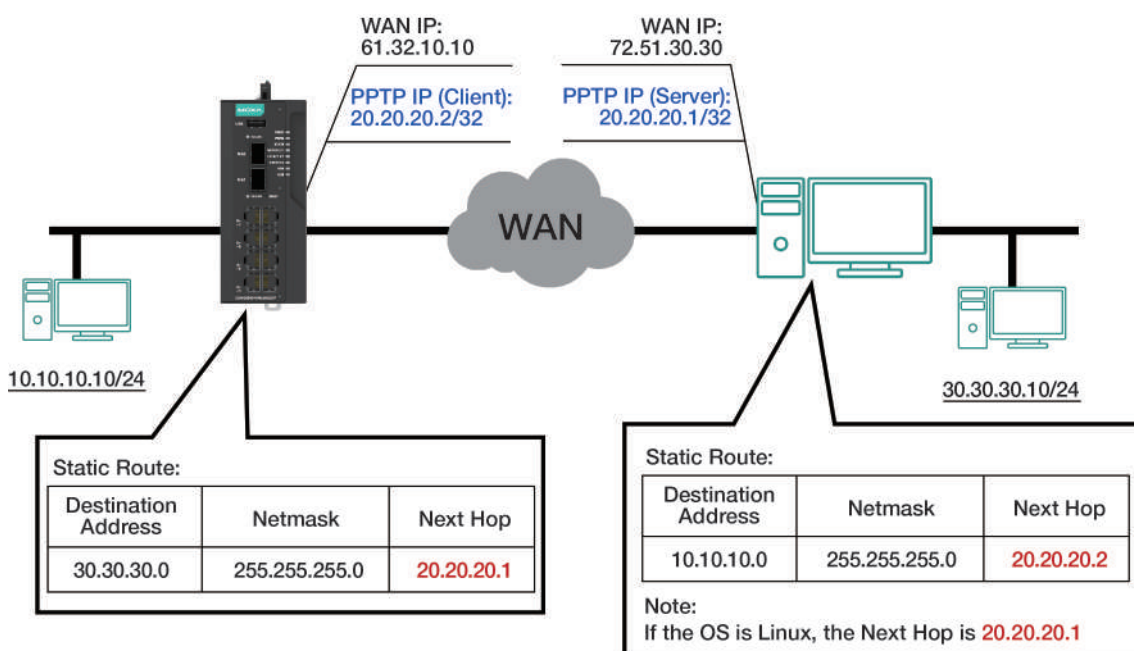 WAN IP:
61.32.10.10
PPTP IP (Client):
20.20.20.2/32
WAN IP:
72.51.30.30
PPTP IP (Server):
20.20.20.1/32
MOXA
WAN
10.10.10.10/24
30.30.30.10/24
Static Route:
Destination Address Netmask Next Hop
30.30.30.0 255.255.255.0 20.20.20.1
Static Route:
Destination Address Netmask Next Hop
10.10.10.0 255.255.255.0 20.20.20.2
Note:
If the OS is Linux, the Next Hop is 20.20.20.1